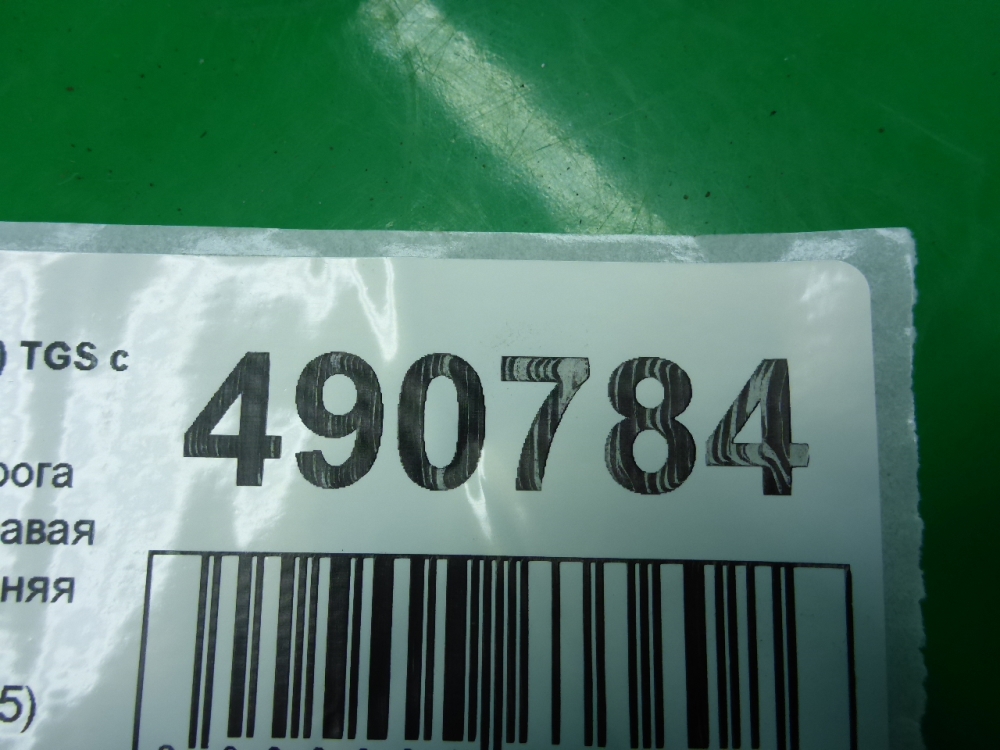 ) TGS с
490784
рога
авая
няя
5)